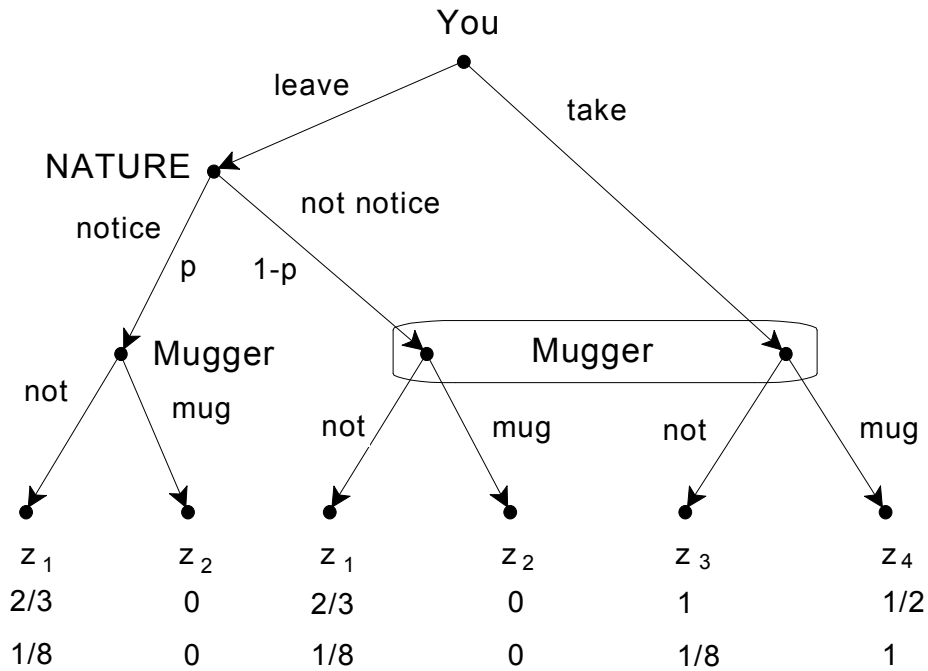 You
leave
take
NATURE
not notice
notice
p
1-p
Mugger
Mugger
not
mug
not
mug
not
mug
z 1 z 2 z 1 z 2 z 3 z 4
2/3 0 2/3 0 1 1/2
1/8 0 1/8 0 1/8 1